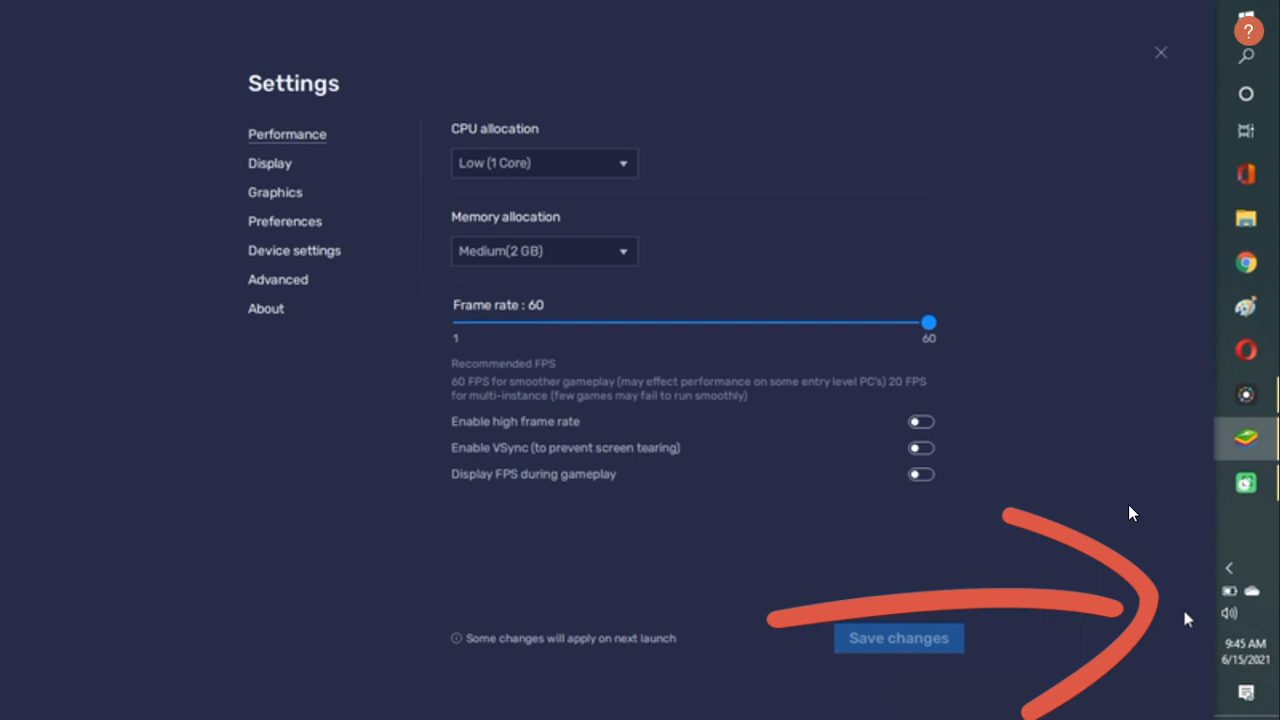 ?
Settings
Performance
Display
Graphics
Preferences
Device settings
Advanced
About
CPU allocation
Low (1 Core)
Memory allocation
Medium(2 GB)
Frame rate : 60
1
60
Recommended FPS
60 FPS for smoother gameplay (may effect performance on some entry level PC's) 20 FPS
for multi-instance (few games may fail to run smoothly)
Enable high frame rate
Enable VSync (to prevent screen tearing)
Display FPS during gameplay
Some changes will apply on next launch
Save changes
9:45 AM
6/15/2021